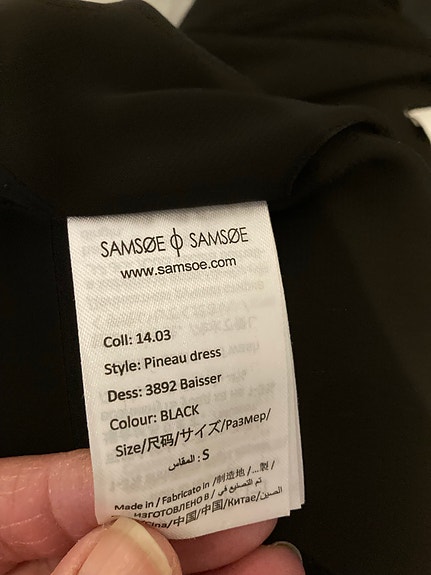 SAMSØE ϕ SAMSØE
www.samsoe.com
Coll: 14.03
Style: Pineau dress
Dess: 3892 Baisser
Colour: BLACK
Size/尺码/サイズ/Размер/
المقاس : S
Made in / Fabricato in /制造地 /...製 /
ИЗГОТОВЛЕНО В / تم التصنيع في /
/中国/中国/Китае/الصين